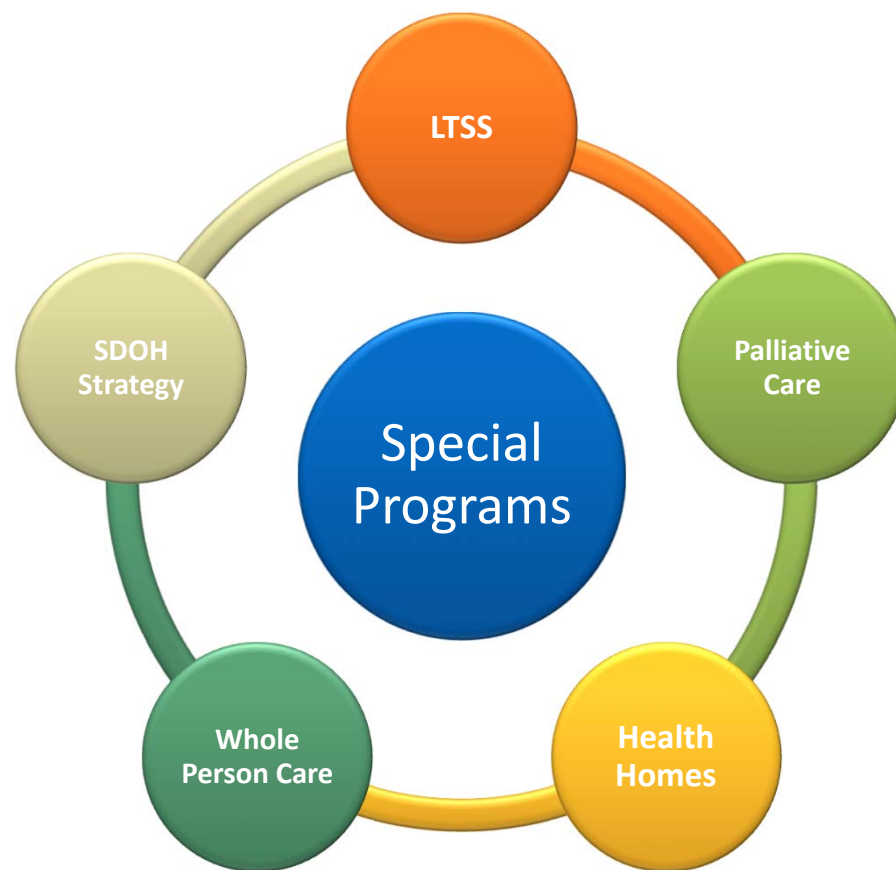 LTSS
SDOH
Strategy
Palliative
Care
Special
Programs
Whole
Person Care
Health
Homes